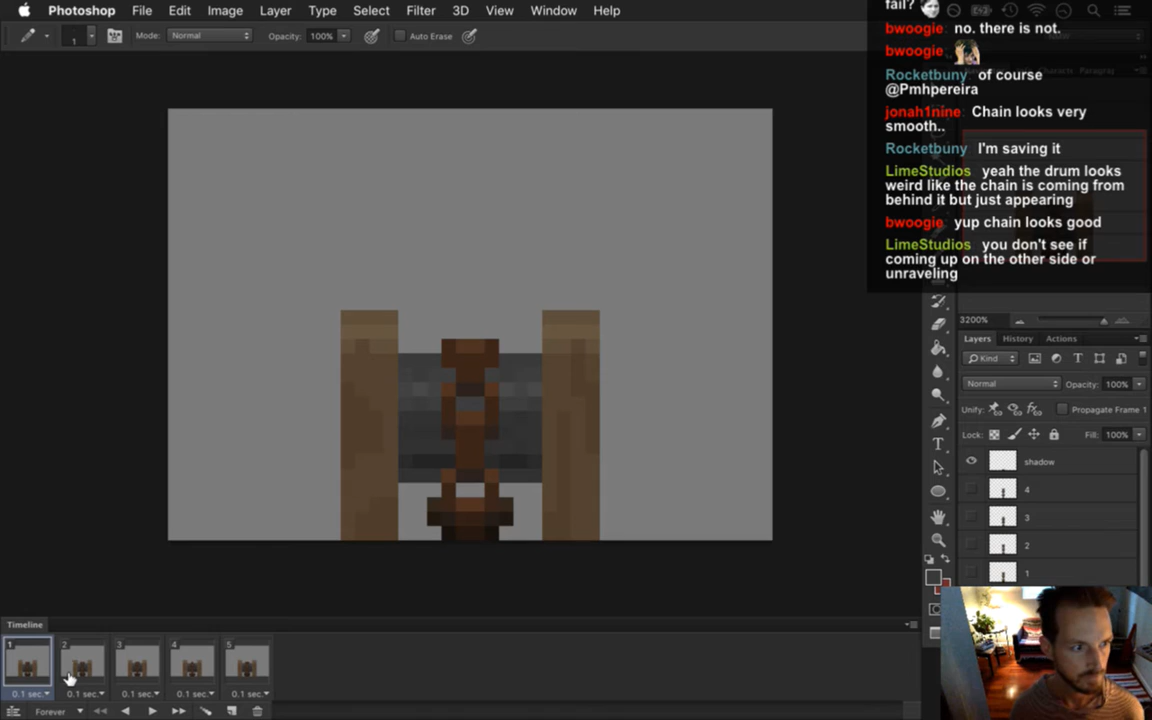 Photoshop File Edit Image Layer Type Select Filter 3D View Window Help
1 Mode: Normal Opacity: 100% Auto Erase
fail?
bwoogie: no. there is not.
bwoogie:
Rocketbuny of course
@Pmhpereira
jonah1nine: Chain looks very
smooth..
Rocketbuny I'm saving it
LimeStudios yeah the drum looks
weird like the chain is coming from
behind it but just appearing
bwoogie: yup chain looks good
LimeStudios you don't see if
coming up on the other side or
unraveling
3200%
Layers History Actions
Kind
Normal Opacity: 100%
Unify: Propagate Frame 1
Lock: Fill: 100%
shadow
4
3
2
1
Timeline
1 2 3 4 5
0.1 sec. 0.1 sec. 0.1 sec. 0.1 sec. 0.1 sec.
Forever